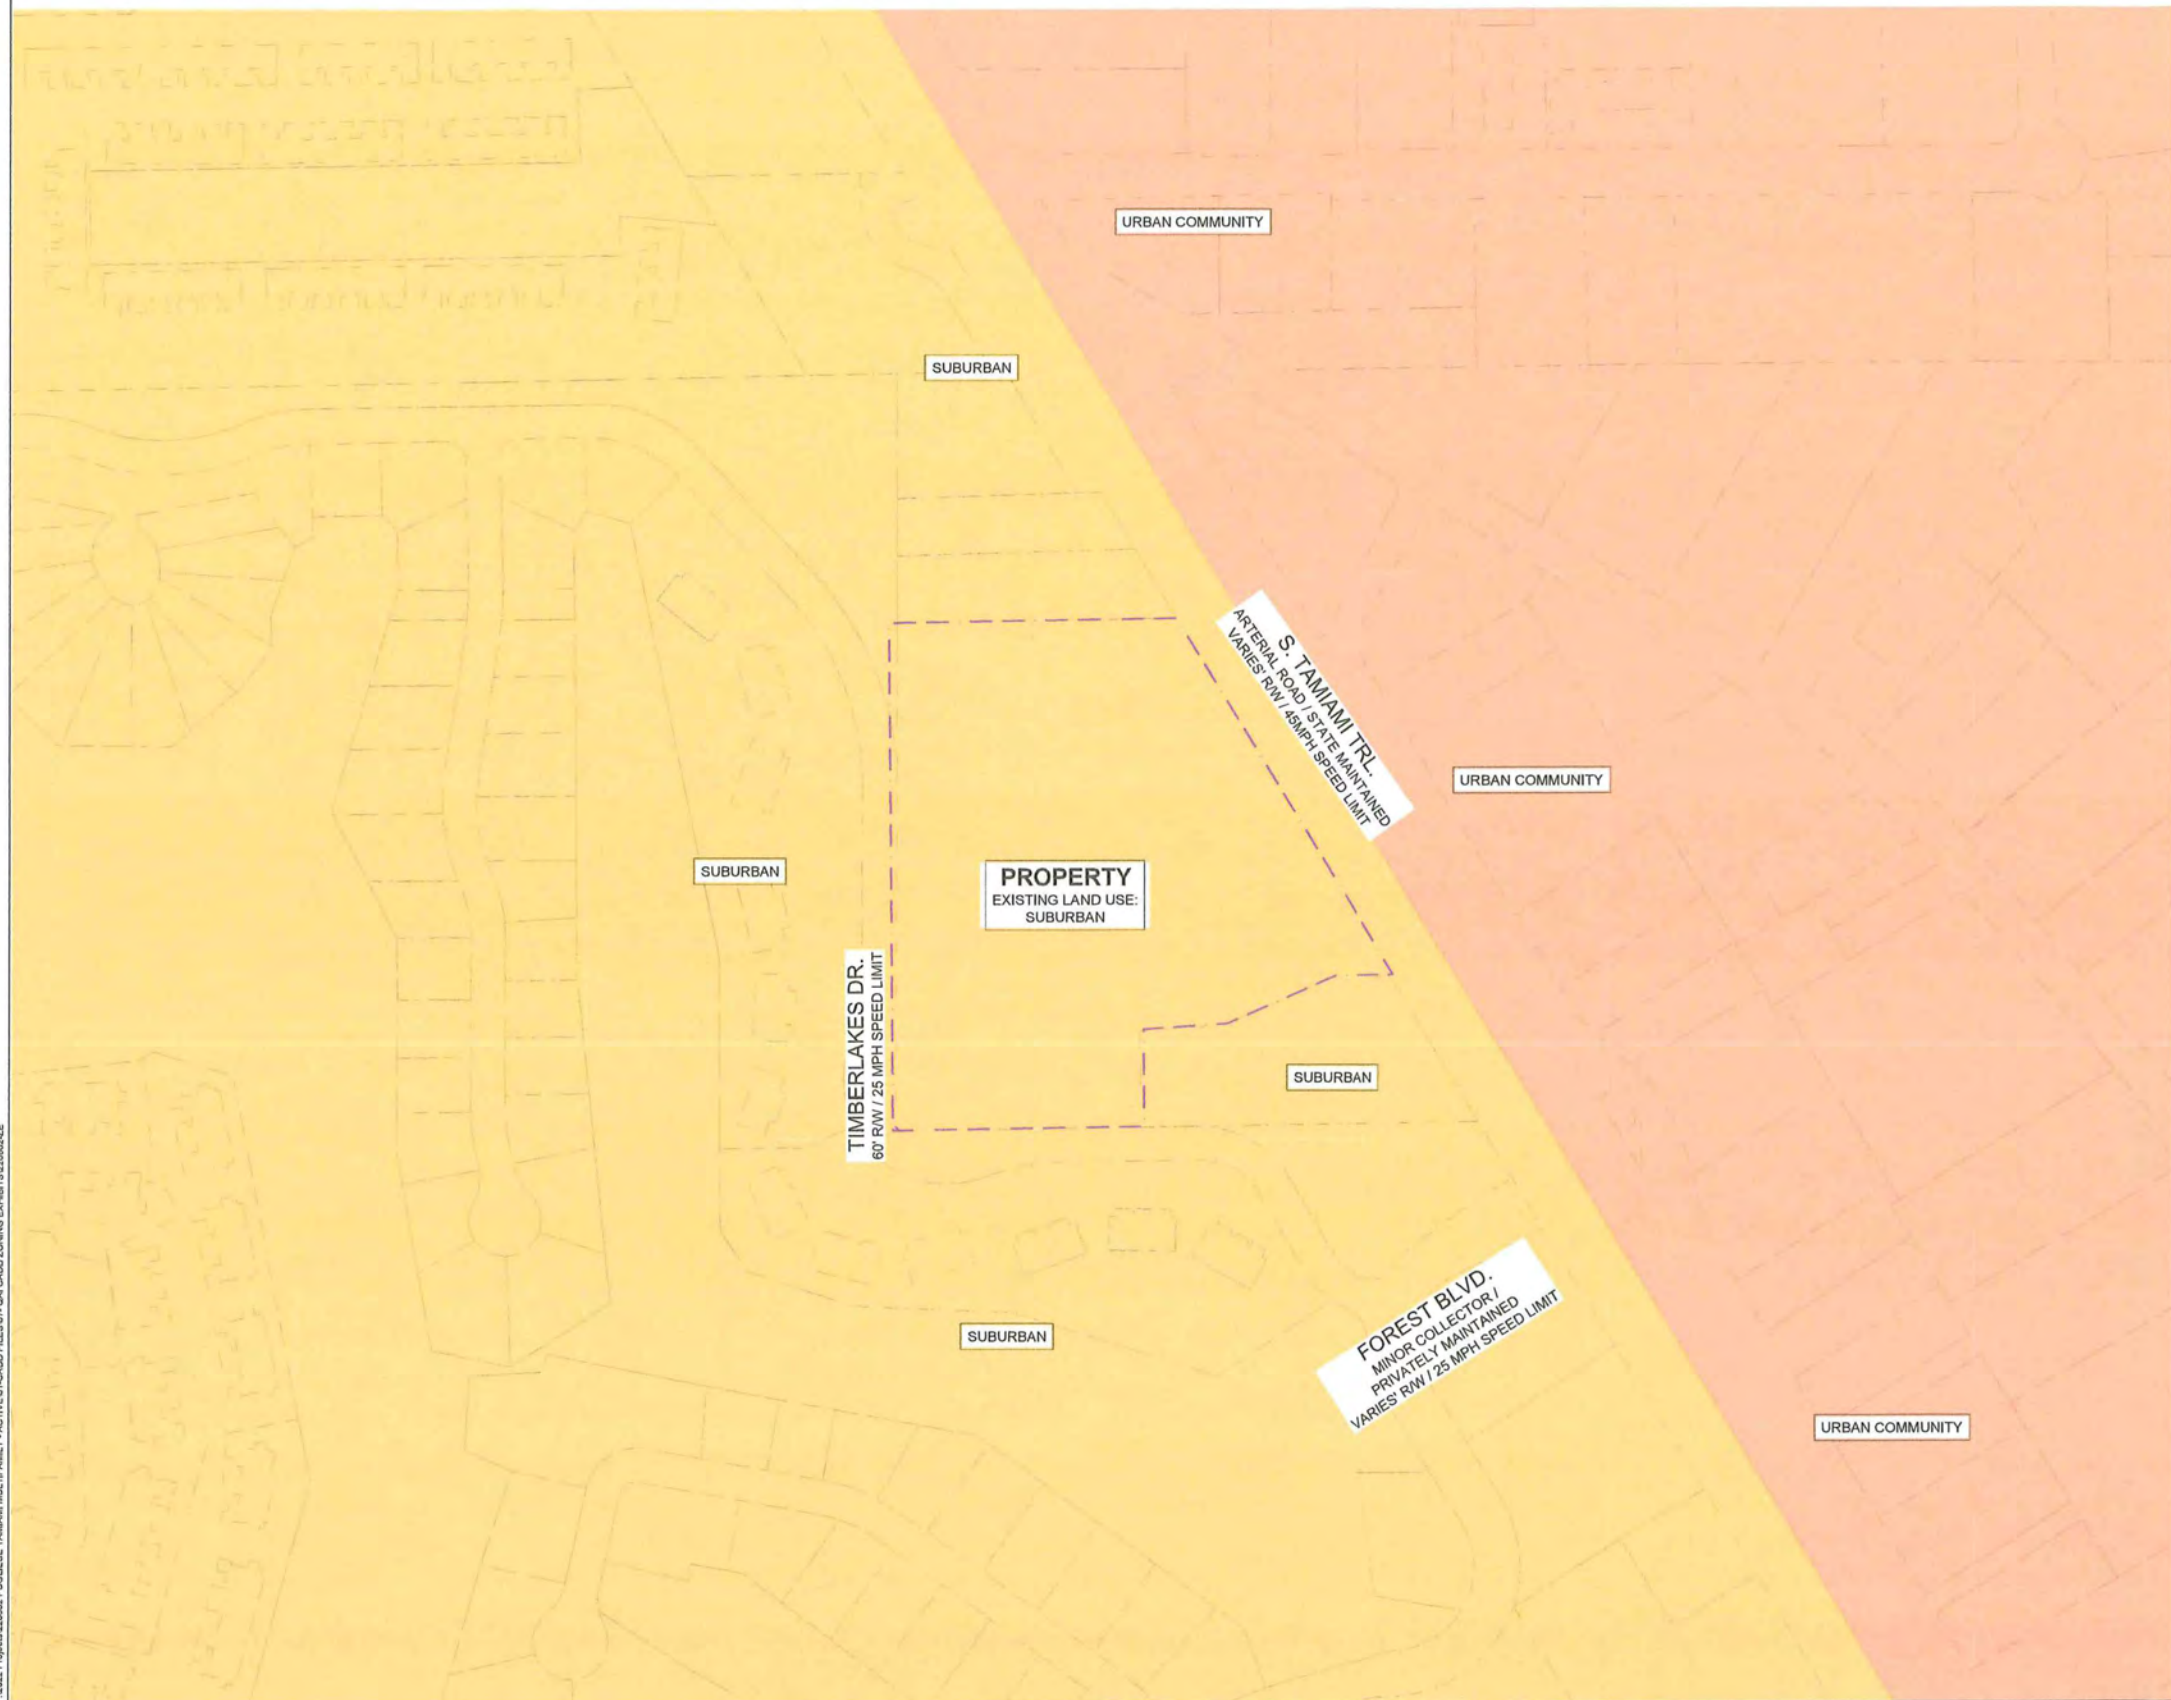 URBAN COMMUNITY
SUBURBAN
S. TAMIAMI TRL.
ARTERIAL ROAD / STATE MAINTAINED
VARIES' R/W / 45MPH SPEED LIMIT
URBAN COMMUNITY
SUBURBAN
PROPERTY
EXISTING LAND USE:
SUBURBAN
TIMBERLAKES DR.
60' R/W / 25 MPH SPEED LIMIT
SUBURBAN
FOREST BLVD.
MINOR COLLECTOR /
PRIVATELY MAINTAINED
VARIES' R/W / 25 MPH SPEED LIMIT
SUBURBAN
URBAN COMMUNITY